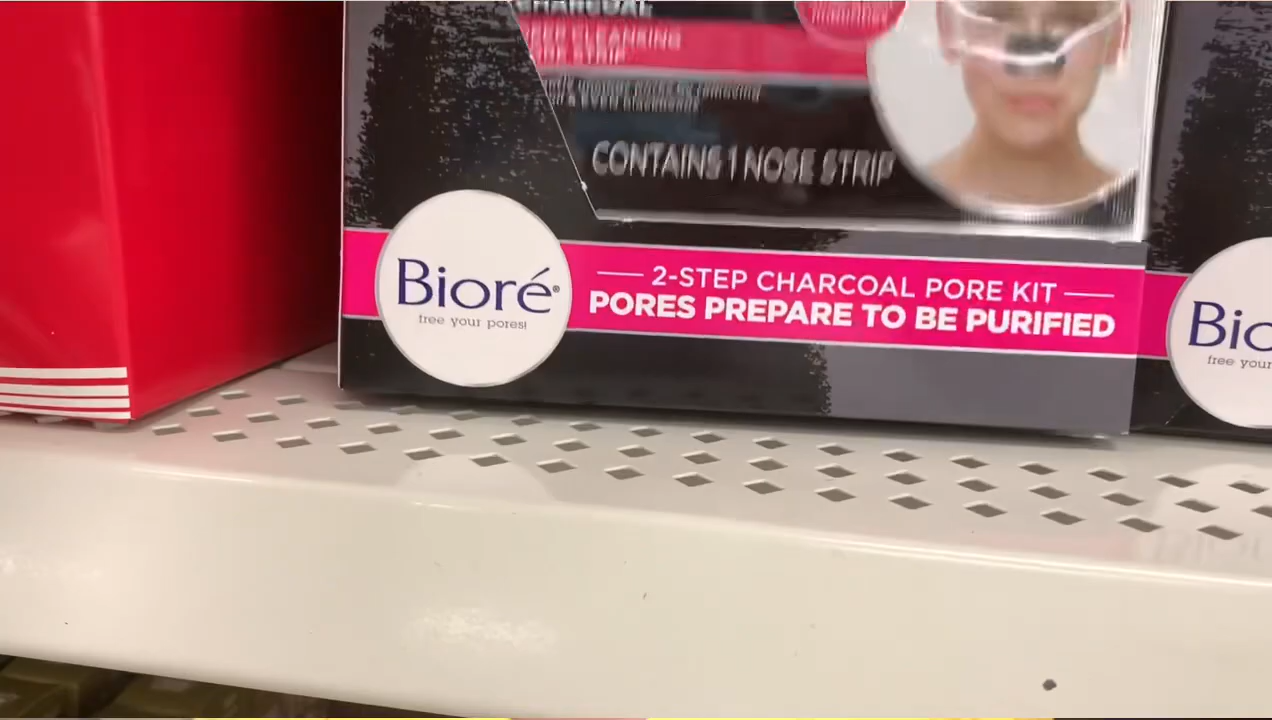 CHARCOAL
CONTAINS 1 NOSE STRIP
Bioré®
free your pores!
2-STEP CHARCOAL PORE KIT
PORES PREPARE TO BE PURIFIED
Bio
free your